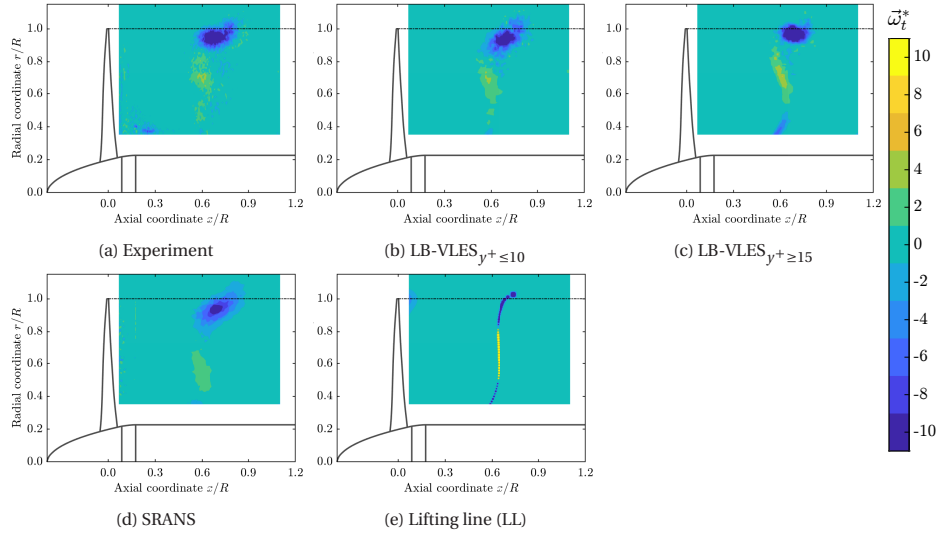 1.0
0.8
0.6
0.4
0.2
0.0
Radial coordinate r/R
0.0 0.3 0.6 0.9 1.2
Axial coordinate z/R
(a) Experiment
1.0
0.8
0.6
0.4
0.2
0.0
0.0 0.3 0.6 0.9 1.2
Axial coordinate z/R
(b) LB-VLES y⁺ ≤10
1.0
0.8
0.6
0.4
0.2
0.0
0.0 0.3 0.6 0.9 1.2
Axial coordinate z/R
(c) LB-VLES y⁺ ≥15
1.0
0.8
0.6
0.4
0.2
0.0
Radial coordinate r/R
0.0 0.3 0.6 0.9 1.2
Axial coordinate z/R
(d) SRANS
1.0
0.8
0.6
0.4
0.2
0.0
0.0 0.3 0.6 0.9 1.2
Axial coordinate z/R
(e) Lifting line (LL)
ω⃗ₜ*
10
8
6
4
2
0
-2
-4
-6
-8
-10